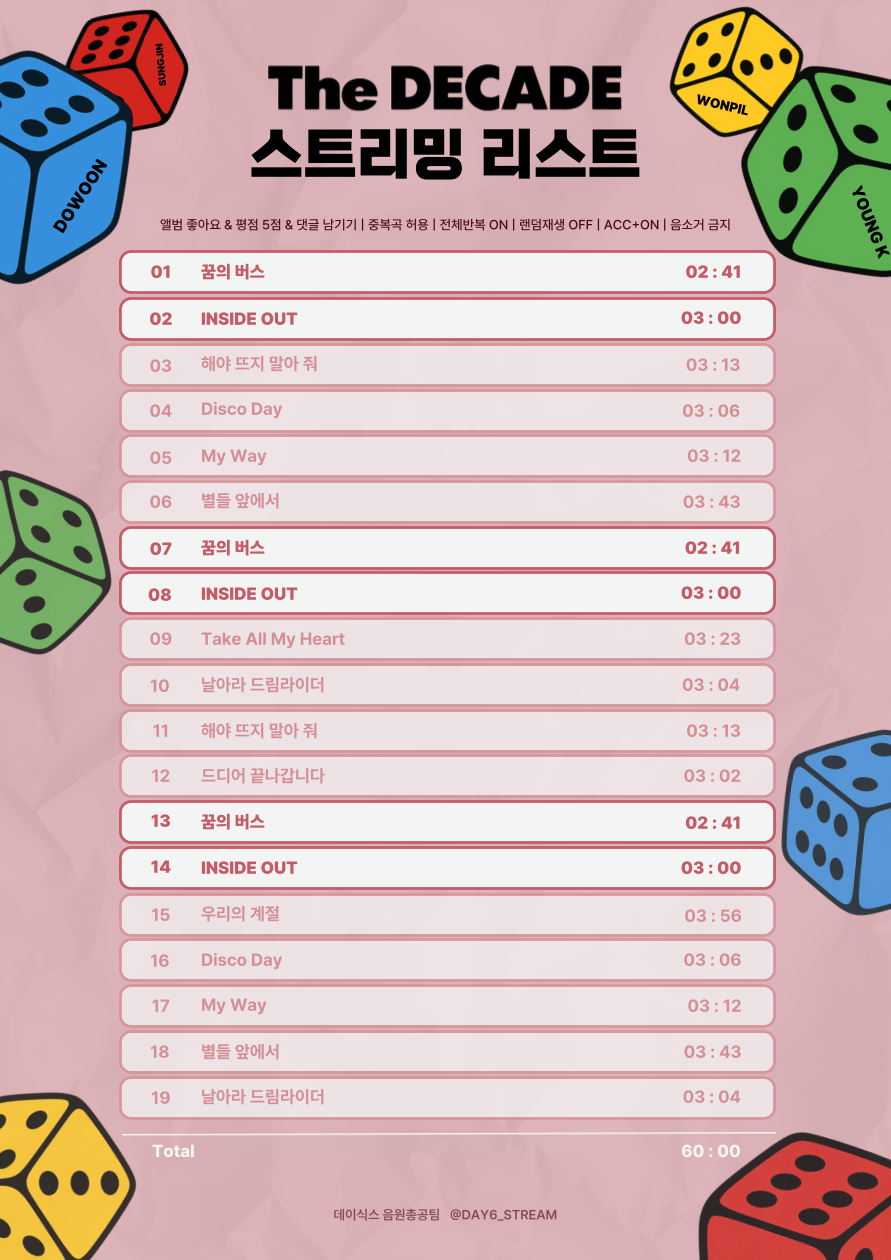 SUNGJIN
DOWOON
WONPIL
YOUNG K
The DECADE
스트리밍 리스트
앨범 좋아요 & 평점 5점 & 댓글 남기기 | 중복곡 허용 | 전체반복 ON | 랜덤재생 OFF | ACC+ON | 음소거 금지
01 꿈의 버스 02 : 41
02 INSIDE OUT 03 : 00
03 해야 뜨지 말아 줘 03 : 13
04 Disco Day 03 : 06
05 My Way 03 : 12
06 별들 앞에서 03 : 43
07 꿈의 버스 02 : 41
08 INSIDE OUT 03 : 00
09 Take All My Heart 03 : 23
10 날아라 드림라이더 03 : 04
11 해야 뜨지 말아 줘 03 : 13
12 드디어 끝나갑니다 03 : 02
13 꿈의 버스 02 : 41
14 INSIDE OUT 03 : 00
15 우리의 계절 03 : 56
16 Disco Day 03 : 06
17 My Way 03 : 12
18 별들 앞에서 03 : 43
19 날아라 드림라이더 03 : 04
Total 60 : 00
데이식스 음원총공팀 @DAY6_STREAM